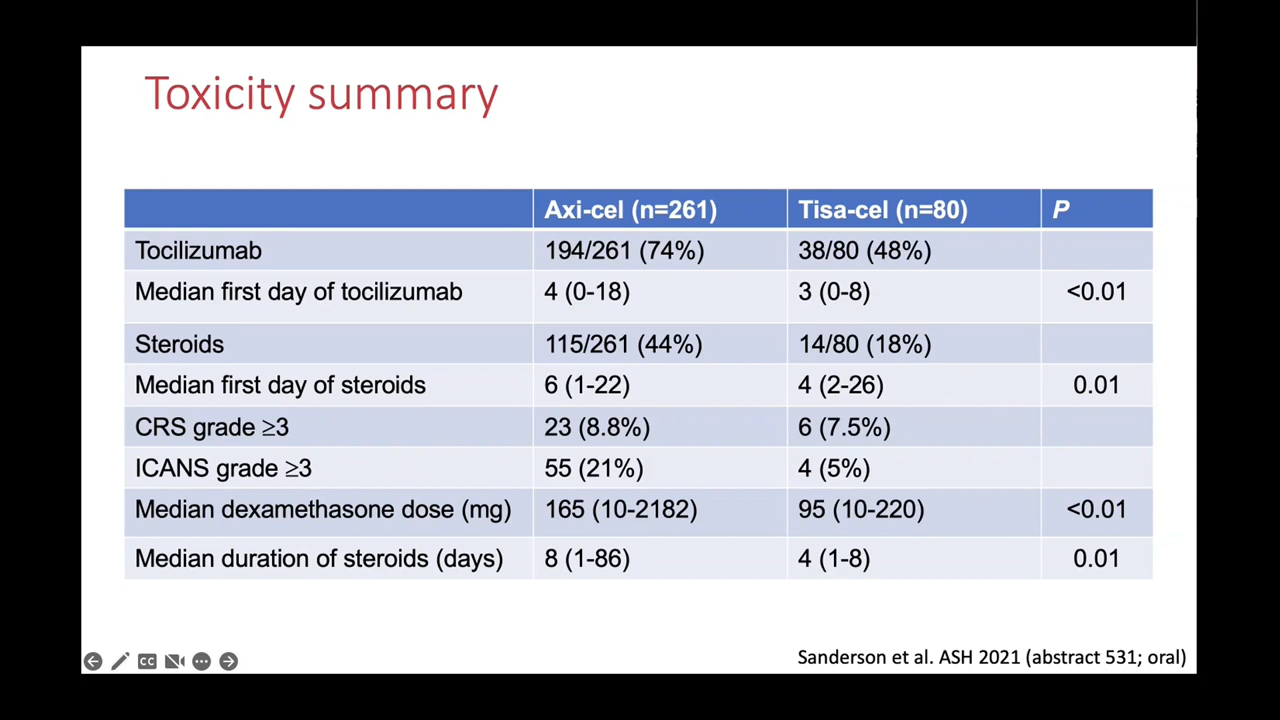 Toxicity summary
Axi-cel (n=261) Tisa-cel (n=80) P
Tocilizumab 194/261 (74%) 38/80 (48%)
Median first day of tocilizumab 4 (0-18) 3 (0-8) <0.01
Steroids 115/261 (44%) 14/80 (18%)
Median first day of steroids 6 (1-22) 4 (2-26) 0.01
CRS grade ≥3 23 (8.8%) 6 (7.5%)
ICANS grade ≥3 55 (21%) 4 (5%)
Median dexamethasone dose (mg) 165 (10-2182) 95 (10-220) <0.01
Median duration of steroids (days) 8 (1-86) 4 (1-8) 0.01
CC
Sanderson et al. ASH 2021 (abstract 531; oral)